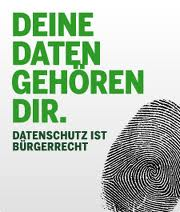 DEINE
DATEN
GEHÖREN
DIR.
DATENSCHUTZ IST
BÜRGERRECHT